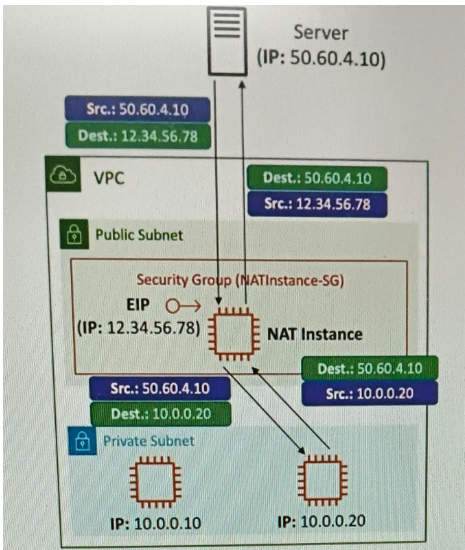 Server
(IP: 50.60.4.10)
Src.: 50.60.4.10
Dest.: 12.34.56.78
VPC
Dest.: 50.60.4.10
Src.: 12.34.56.78
Public Subnet
Security Group (NATInstance-SG)
EIP
(IP: 12.34.56.78)
NAT Instance
Dest.: 50.60.4.10
Src.: 10.0.0.20
Src.: 50.60.4.10
Dest.: 10.0.0.20
Private Subnet
IP: 10.0.0.10
IP: 10.0.0.20